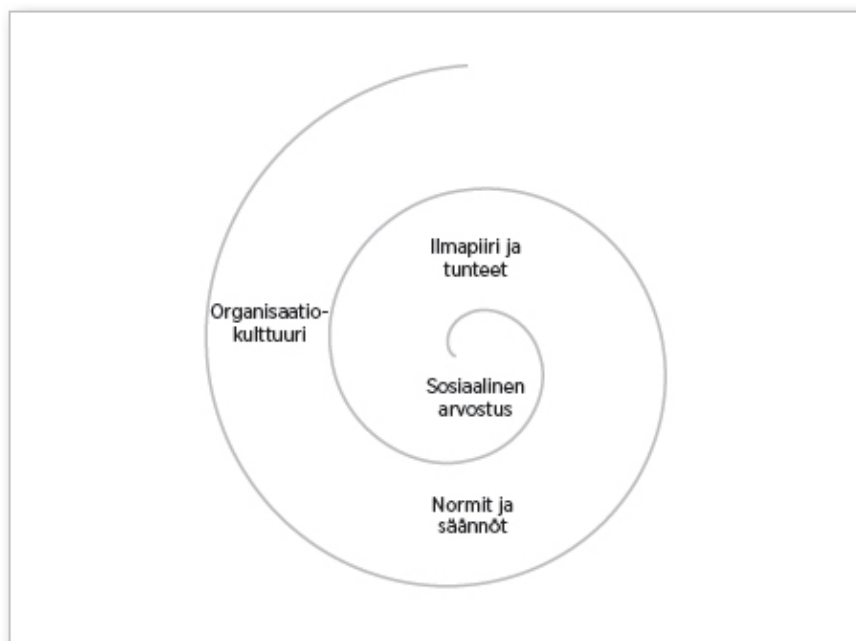 Ilmapiiri ja
tunteet
Organisaatio-
kulttuuri
Sosiaalinen
arvostus
Normit ja
säännöt